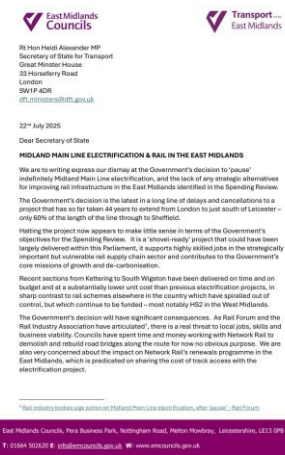 East Midlands
Councils
Transport for the
East Midlands
Rt Hon Heidi Alexander MP
Secretary of State for Transport
Great Minster House
33 Horseferry Road
London
SW1P 4DR
dft.ministers@dft.gov.uk
22nd July 2025
Dear Secretary of State
MIDLAND MAIN LINE ELECTRIFICATION & RAIL IN THE EAST MIDLANDS
We are to writing express our dismay at the Government's decision to 'pause'
indefinitely Midland Main Line electrification, and the lack of any strategic alternatives
for improving rail infrastructure in the East Midlands identified in the Spending Review.
The Government's decision is the latest in a long line of delays and cancellations to a
project that has so far taken 44 years to extend from London to just south of Leicester –
only 60% of the length of the line through to Sheffield.
Halting the project now appears to make little sense in terms of the Government's
objectives for the Spending Review. It is a 'shovel-ready' project that could have been
largely delivered within this Parliament, it supports highly skilled jobs in the strategically
important but vulnerable rail supply chain sector and contributes to the Government's
core missions of growth and de-carbonisation.
Recent sections from Kettering to South Wigston have been delivered on time and on
budget and at a substantially lower unit cost than previous electrification projects, in
sharp contrast to rail schemes elsewhere in the country which have spiralled out of
control, but which continue to be funded – most notably HS2 in the West Midlands.
The Government's decision will have significant consequences. As Rail Forum and the
Rail Industry Association have articulated¹, there is a real threat to local jobs, skills and
business viability. Councils have spent time and money working with Network Rail to
demolish and rebuild road bridges along the route for now no obvious purpose. We are
also very concerned about the impact on Network Rail's renewals programme in the
East Midlands, which is predicated on sharing the cost of track access with the
electrification project.
¹ Rail industry bodies urge action on Midland Main Line electrification, after 'pause' - Rail Forum
East Midlands Councils, Pera Business Park, Nottingham Road, Melton Mowbray, Leicestershire, LE13 0PB
T: 01664 502620 E: info@emcouncils.gov.uk W: www.emcouncils.gov.uk